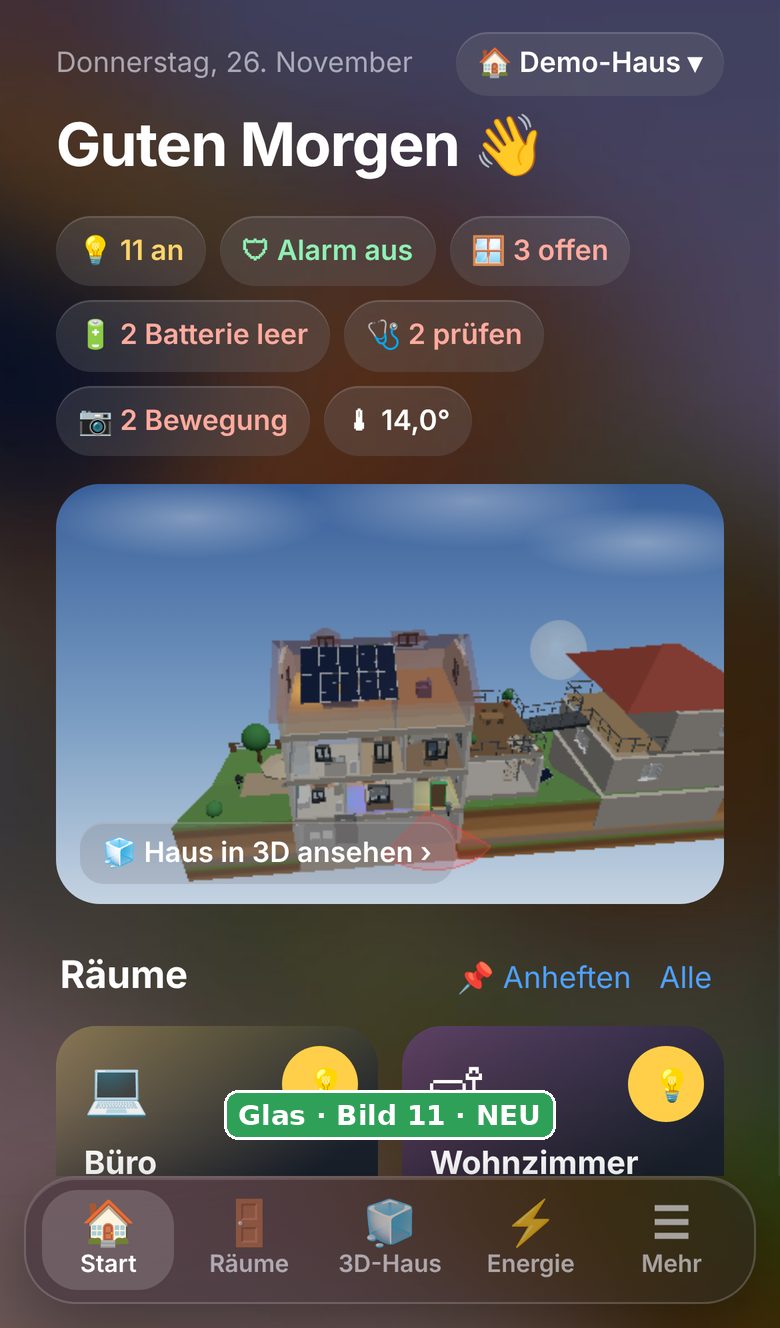 Donnerstag, 26. November
Demo-Haus ▾
Guten Morgen 👋
11 an
Alarm aus
3 offen
2 Batterie leer
2 prüfen
2 Bewegung
14,0°
Haus in 3D ansehen ›
Räume
Anheften
Alle
Glas · Bild 11 · NEU
Büro
Wohnzimmer
Start
Räume
3D-Haus
Energie
Mehr